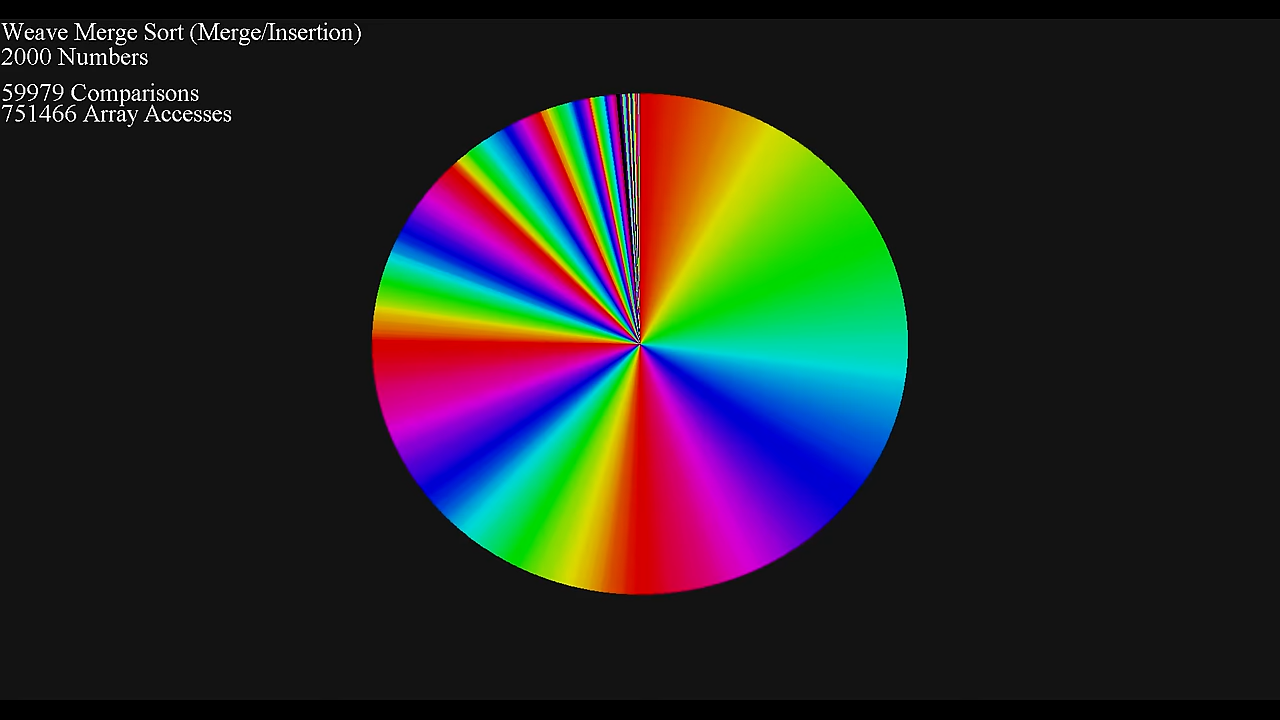 Weave Merge Sort (Merge/Insertion)
2000 Numbers
59979 Comparisons
751466 Array Accesses